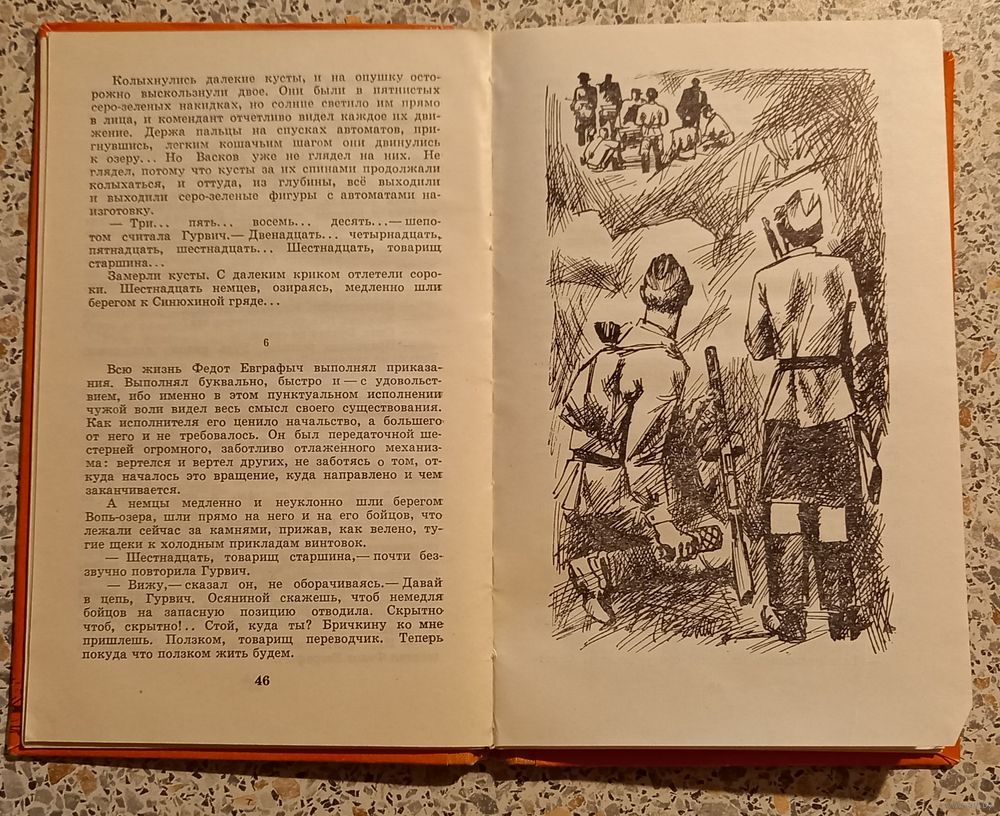 Колыхнулись далекие кусты, и на опушку осто-
рожно выскользнули двое. Они были в пятнистых
серо-зеленых накидках, но солнце светило им прямо
в лица, и комендант отчетливо видел каждое их дви-
жение. Держа пальцы на спусках автоматов, при-
гнувшись, легким кошачьим шагом они двинулись
к озеру... Но Васков уже не глядел на них. Не
глядел, потому что кусты за их спинами продолжали
колыхаться, и оттуда, из глубины, всё выходили
и выходили серо-зеленые фигуры с автоматами на-
изготовку.
— Три... пять... восемь... десять...— шепо-
том считала Гурвич.— Двенадцать... четырнадцать,
пятнадцать, шестнадцать... Шестнадцать, товарищ
старшина...
Замерли кусты. С далеким криком отлетели соро-
ки. Шестнадцать немцев, озираясь, медленно шли
берегом к Синюхиной гряде...
6
Всю жизнь Федот Евграфыч выполнял приказа-
ния. Выполнял буквально, быстро и — с удовольст-
вием, ибо именно в этом пунктуальном исполнении
чужой воли видел весь смысл своего существования.
Как исполнителя его ценило начальство, а большего
от него и не требовалось. Он был передаточной ше-
стерней огромного, заботливо отлаженного механиз-
ма: вертелся и вертел других, не заботясь о том, от-
куда началось это вращение, куда направлено и чем
заканчивается.
А немцы медленно и неуклонно шли берегом
Вопь-озера, шли прямо на него и на его бойцов, что
лежали сейчас за камнями, прижав, как велено, ту-
гие щеки к холодным прикладам винтовок.
— Шестнадцать, товарищ старшина,— почти без-
звучно повторила Гурвич.
— Вижу,— сказал он, не оборачиваясь.— Давай
в цепь, Гурвич. Осяниной скажешь, чтоб немедля
бойцов на запасную позицию отводила. Скрытно
чтоб, скрытно!.. Стой, куда ты? Бричкину ко мне
пришлешь. Ползком, товарищ переводчик. Теперь
покуда что ползком жить будем.
46